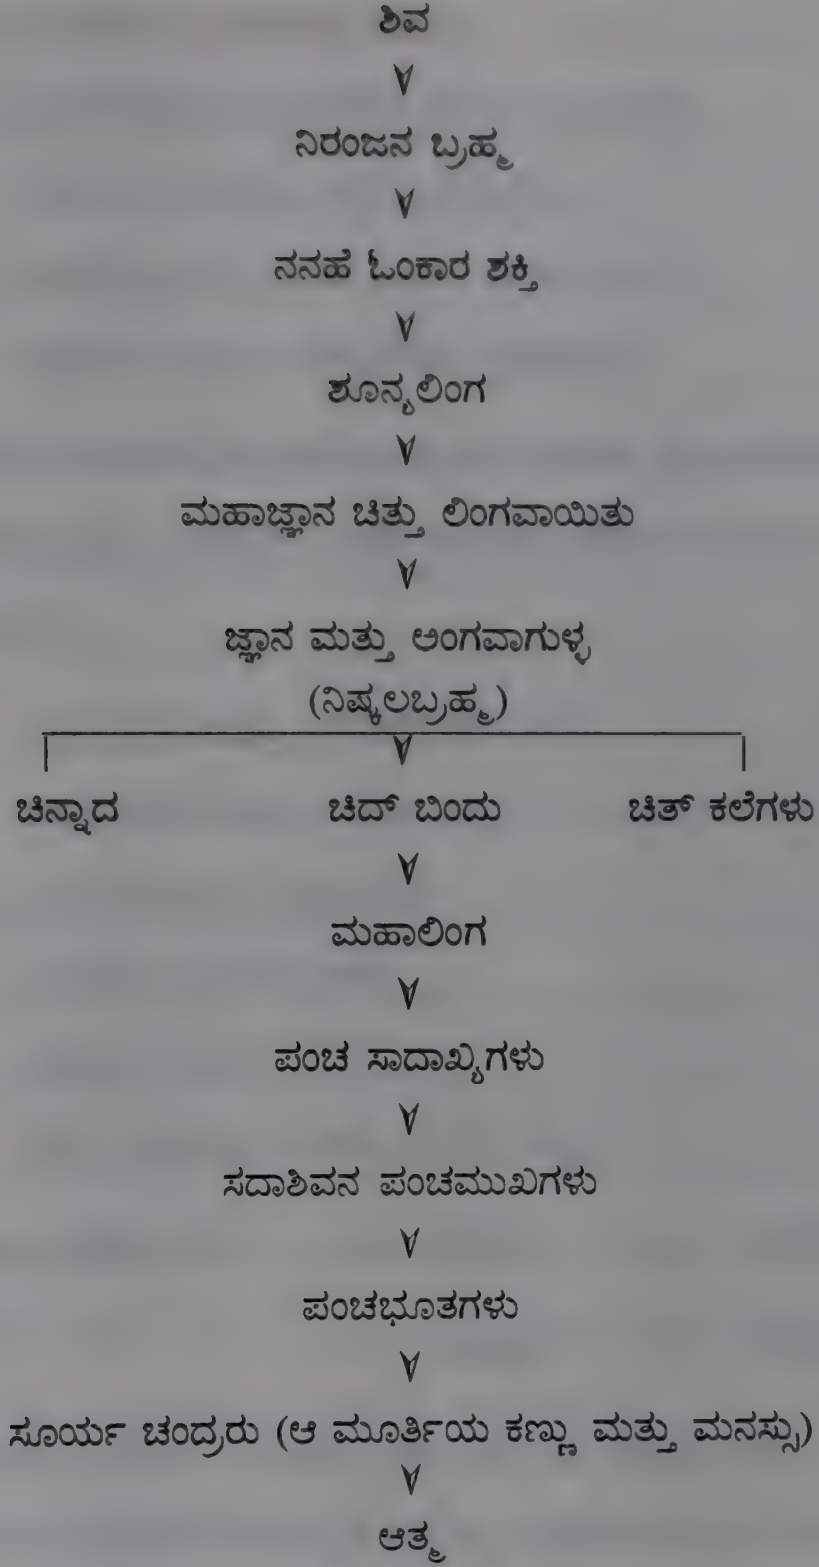 ಶಿವ
ನಿರಂಜನ ಬ್ರಹ್ಮ
ನನಹೆ ಓಂಕಾರ ಶಕ್ತಿ
ಶೂನ್ಯಲಿಂಗ
ಮಹಾಜ್ಞಾನ ಚಿತ್ತು ಲಿಂಗವಾಯಿತು
ಜ್ಞಾನ ಮತ್ತು ಅಂಗವಾಗುಳ್ಳ
(ನಿಷ್ಕಲಬ್ರಹ್ಮ)
ಚಿನ್ನಾದ ಚಿದ್ ಬಿಂದು ಚಿತ್ ಕಲೆಗಳು
ಮಹಾಲಿಂಗ
ಪಂಚ ಸಾದಾಖ್ಯಗಳು
ಸದಾಶಿವನ ಪಂಚಮುಖಗಳು
ಪಂಚಭೂತಗಳು
ಸೂರ್ಯ ಚಂದ್ರರು (ಆ ಮೂರ್ತಿಯ ಕಣ್ಣು ಮತ್ತು ಮನಸ್ಸು)
ಆತ್ಮ